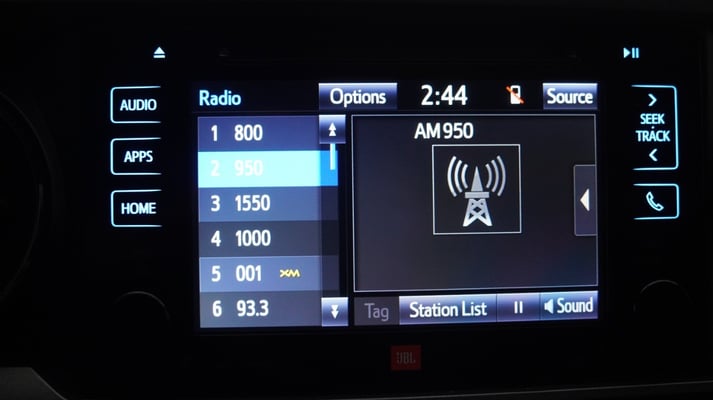 AUDIO
APPS
HOME
Radio
Options
2:44
Source
1 800
2 950
3 1550
4 1000
5 001 XM
6 93.3
AM 950
Tag
Station List
Sound
SEEK
TRACK
JBL